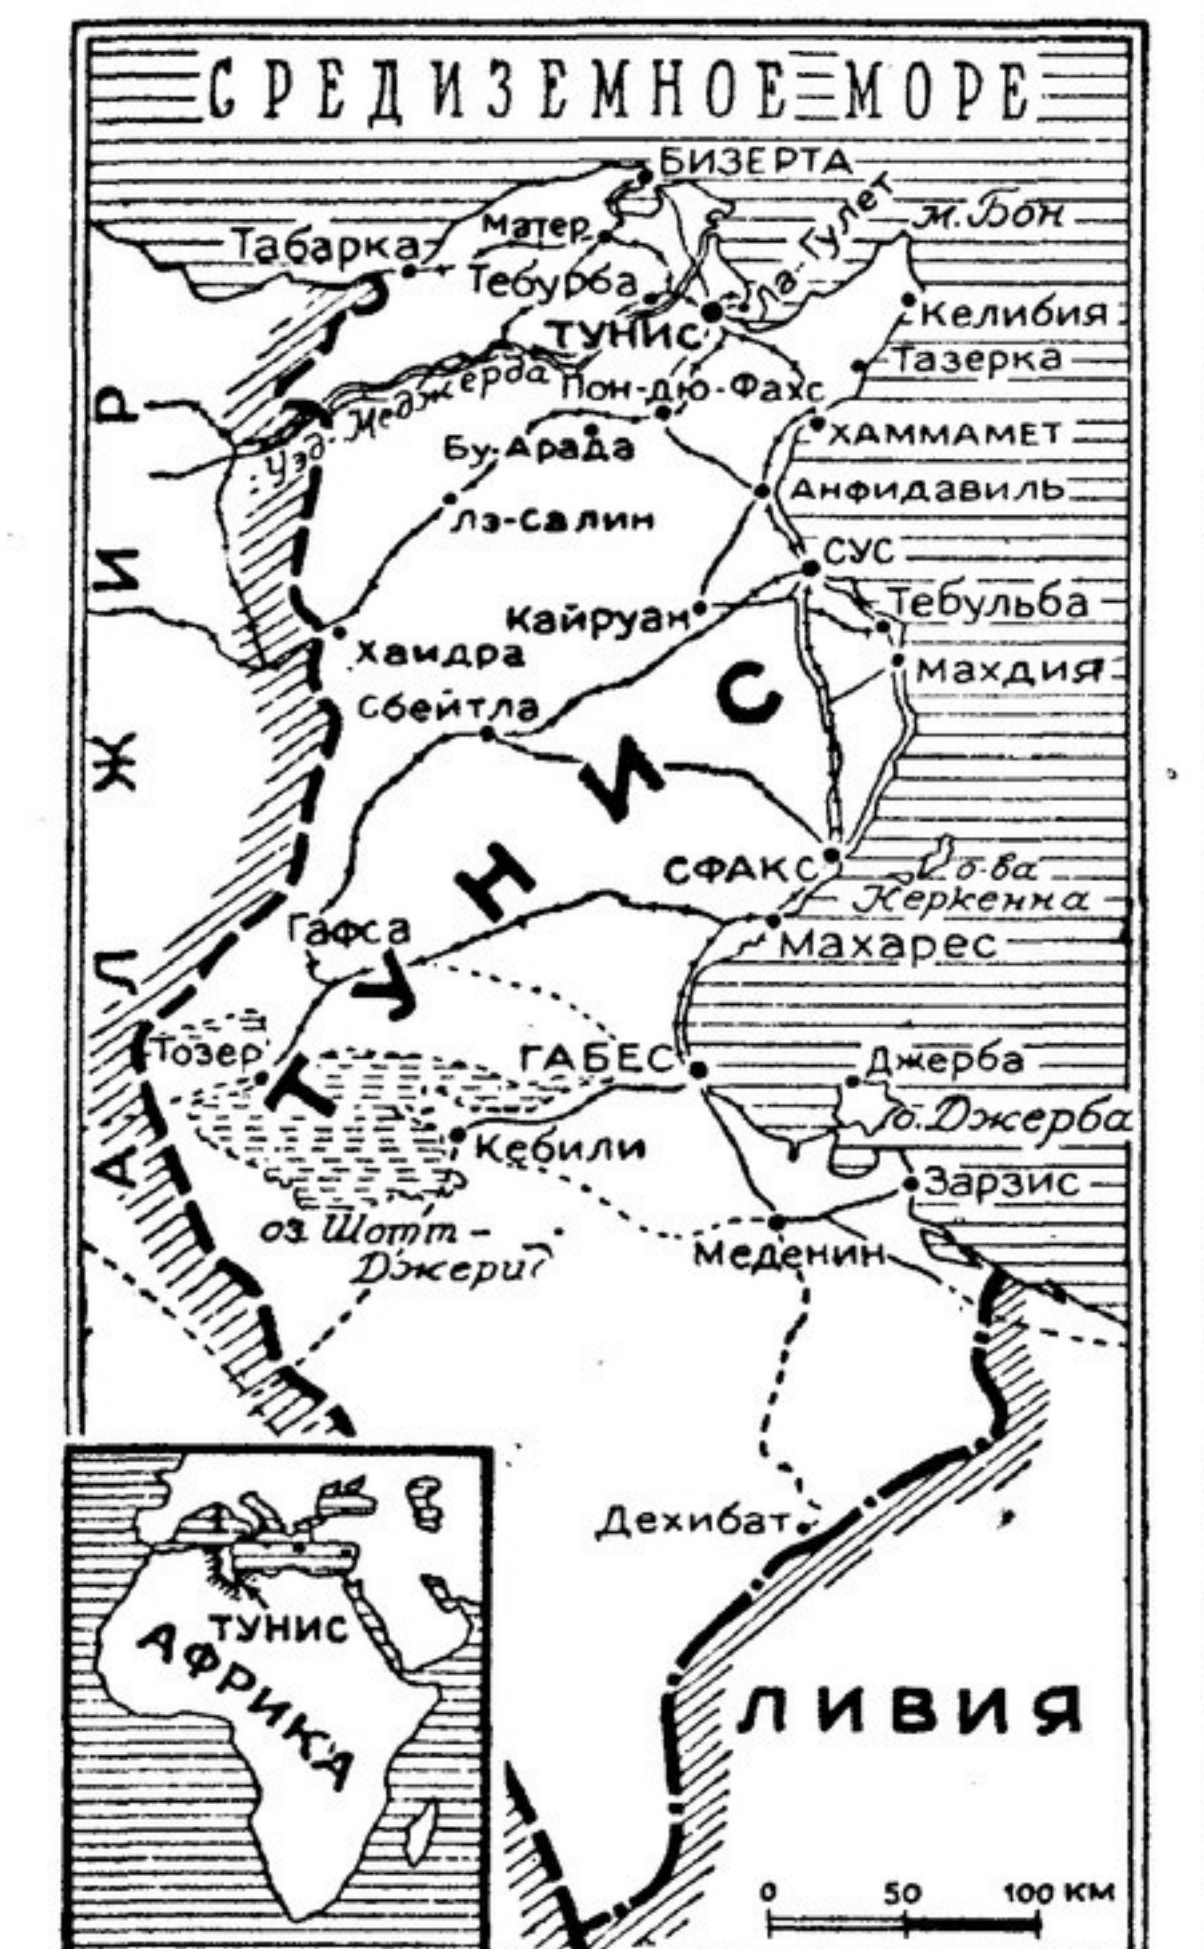 СРЕДИЗЕМНОЕ МОРЕ
БИЗЕРТА
м. Бон
Матер
Ла-Гулет
Табарка
Тебурба
ТУНИС
Келибия
Тазерка
Уэд-Меджерда
Пон-дю-Фахс
ХАММАМЕТ
Бу-Арада
Анфидавиль
Лэ-Салин
СУС
Тебульба
Кайруан
Хаидра
Махдия
Сбейтла
ТУНИС
АЛЖИР
СФАКС
о-ва
Керкенна
Гафса
Махарес
Тозер
ГАБЕС
Джерба
о. Джерба
Кебили
Зарзис
оз. Шотт-
Джерид
Меденин
Дехибат
ТУНИС
АФРИКА
ЛИВИЯ
0 50 100 КМ